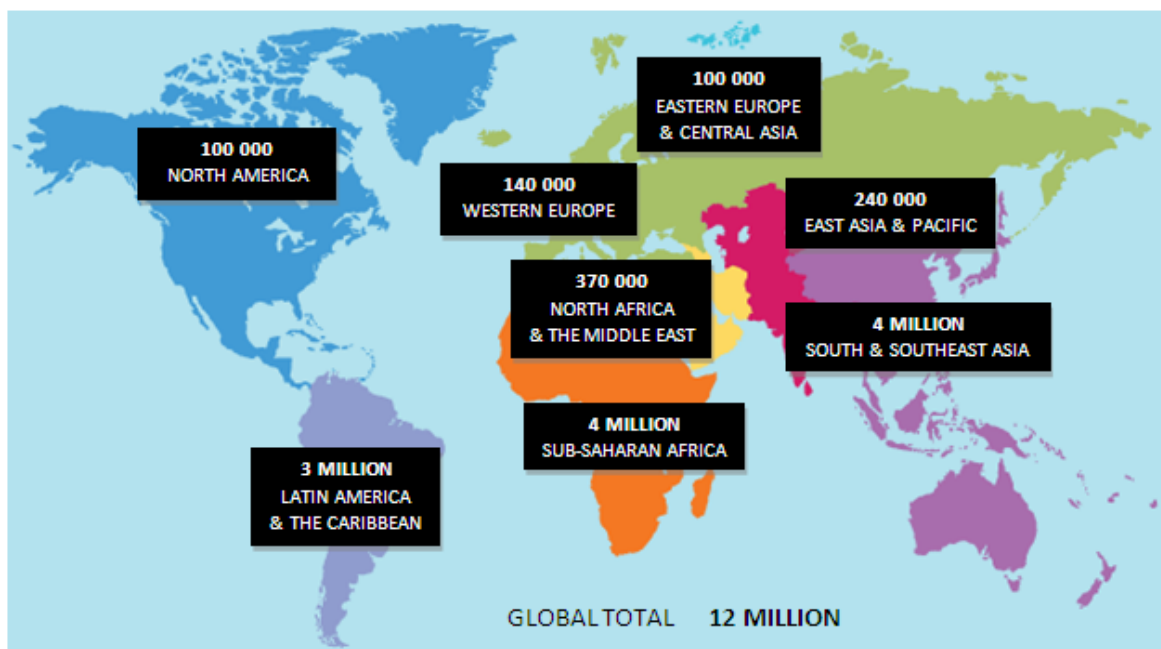 100 000
EASTERN EUROPE
& CENTRAL ASIA
100 000
NORTH AMERICA
140 000
WESTERN EUROPE
240 000
EAST ASIA & PACIFIC
370 000
NORTH AFRICA
& THE MIDDLE EAST
4 MILLION
SOUTH & SOUTHEAST ASIA
4 MILLION
SUB-SAHARAN AFRICA
3 MILLION
LATIN AMERICA
& THE CARIBBEAN
GLOBAL TOTAL 12 MILLION